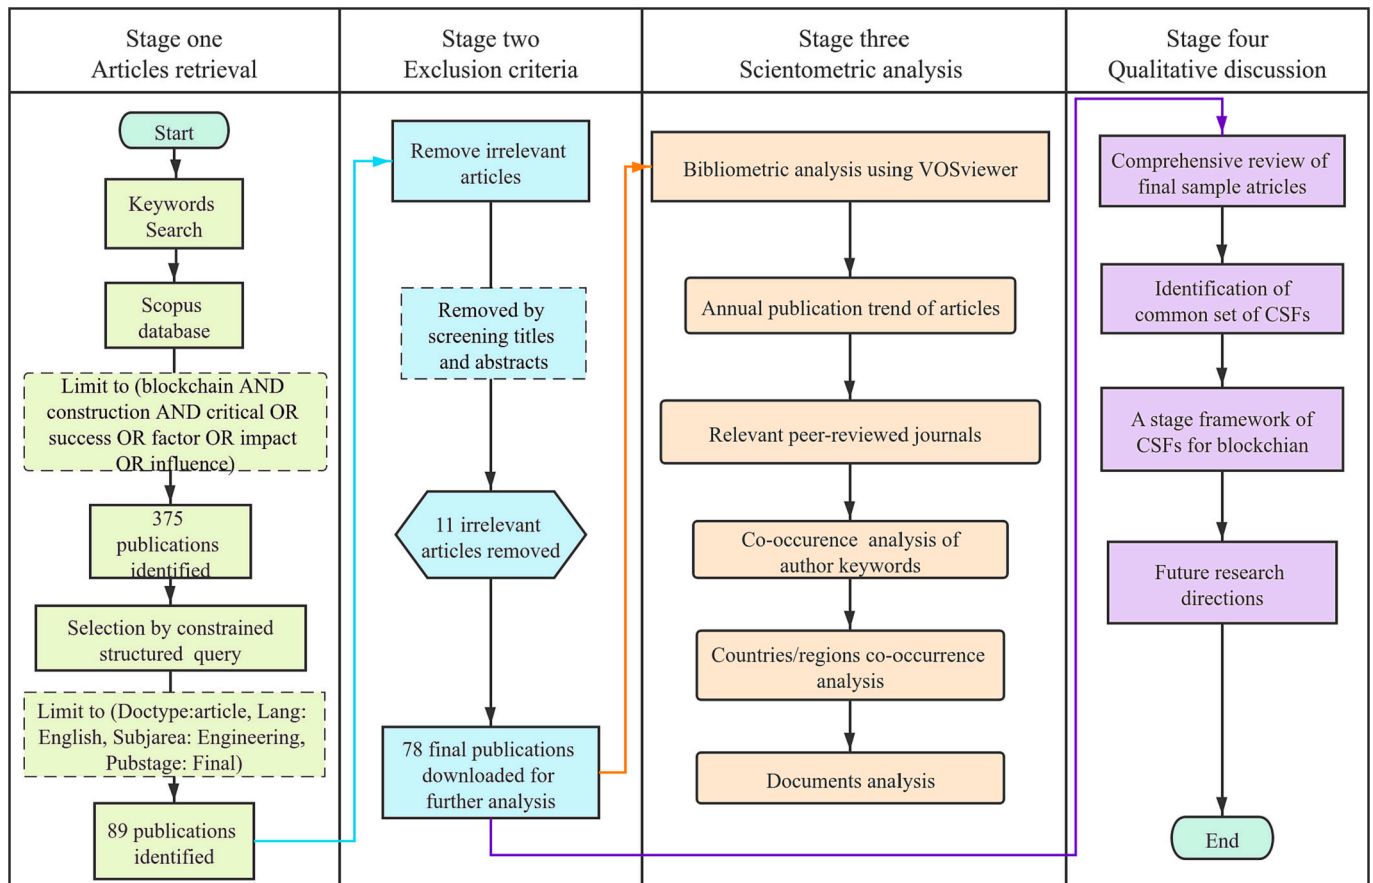 Stage one
Articles retrieval
Stage two
Exclusion criteria
Stage three
Scientometric analysis
Stage four
Qualitative discussion
Start
Keywords
Search
Scopus
database
Limit to (blockchain AND
construction AND critical OR
success OR factor OR impact
OR influence)
375
publications
identified
Selection by constrained
structured query
Limit to (Doctype:article, Lang:
English, Subjarea: Engineering,
Pubstage: Final)
89 publications
identified
Remove irrelevant
articles
Removed by
screening titles
and abstracts
11 irrelevant
articles removed
78 final publications
downloaded for
further analysis
Bibliometric analysis using VOSviewer
Annual publication trend of articles
Relevant peer-reviewed journals
Co-occurence analysis of
author keywords
Countries/regions co-occurrence
analysis
Documents analysis
Comprehensive review of
final sample atricles
Identification of
common set of CSFs
A stage framework of
CSFs for blockchian
Future research
directions
End